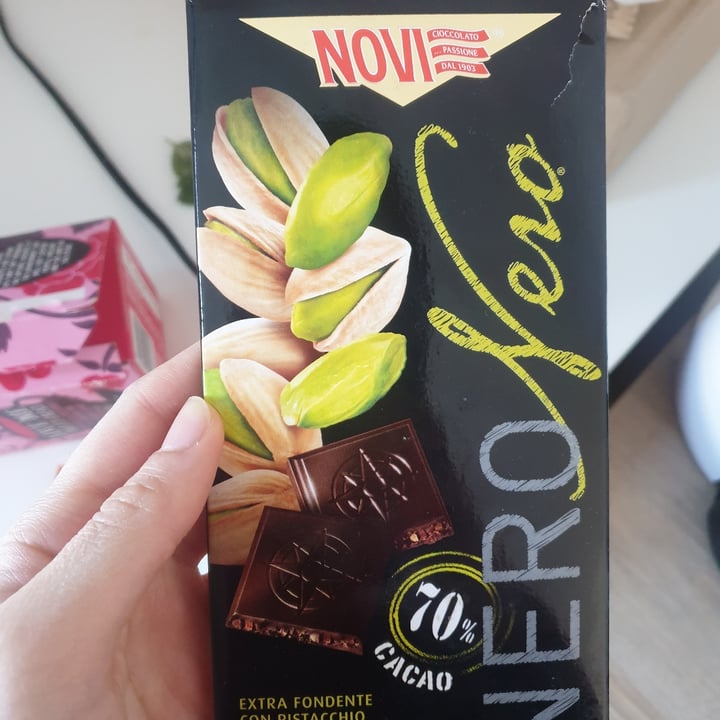 NOVI
CIOCCOLATO
... PASSIONE
DAL 1903
Nero®
NERO
70%
CACAO
EXTRA FONDENTE
CON PISTACCHIO